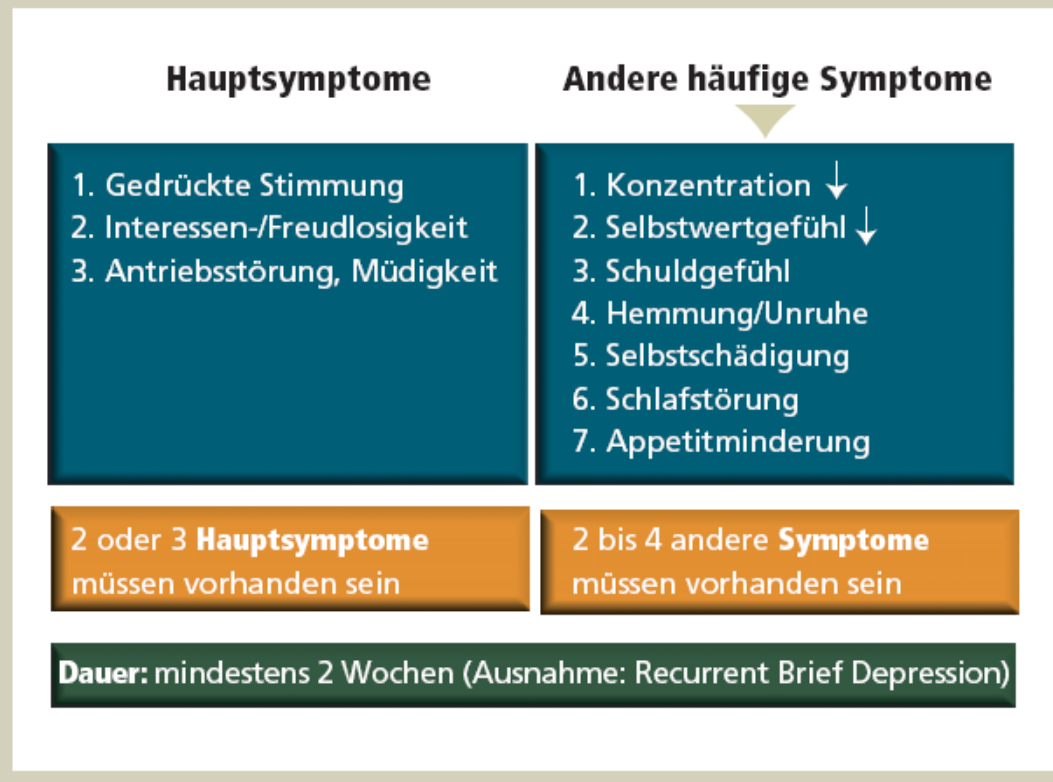 Hauptsymptome
1. Gedrückte Stimmung
2. Interessen-/Freudlosigkeit
3. Antriebsstörung, Müdigkeit
2 oder 3 Hauptsymptome
müssen vorhanden sein
Andere häufige Symptome
1. Konzentration ↓
2. Selbstwertgefühl ↓
3. Schuldgefühl
4. Hemmung/Unruhe
5. Selbstschädigung
6. Schlafstörung
7. Appetitminderung
2 bis 4 andere Symptome
müssen vorhanden sein
Dauer: mindestens 2 Wochen (Ausnahme: Recurrent Brief Depression)